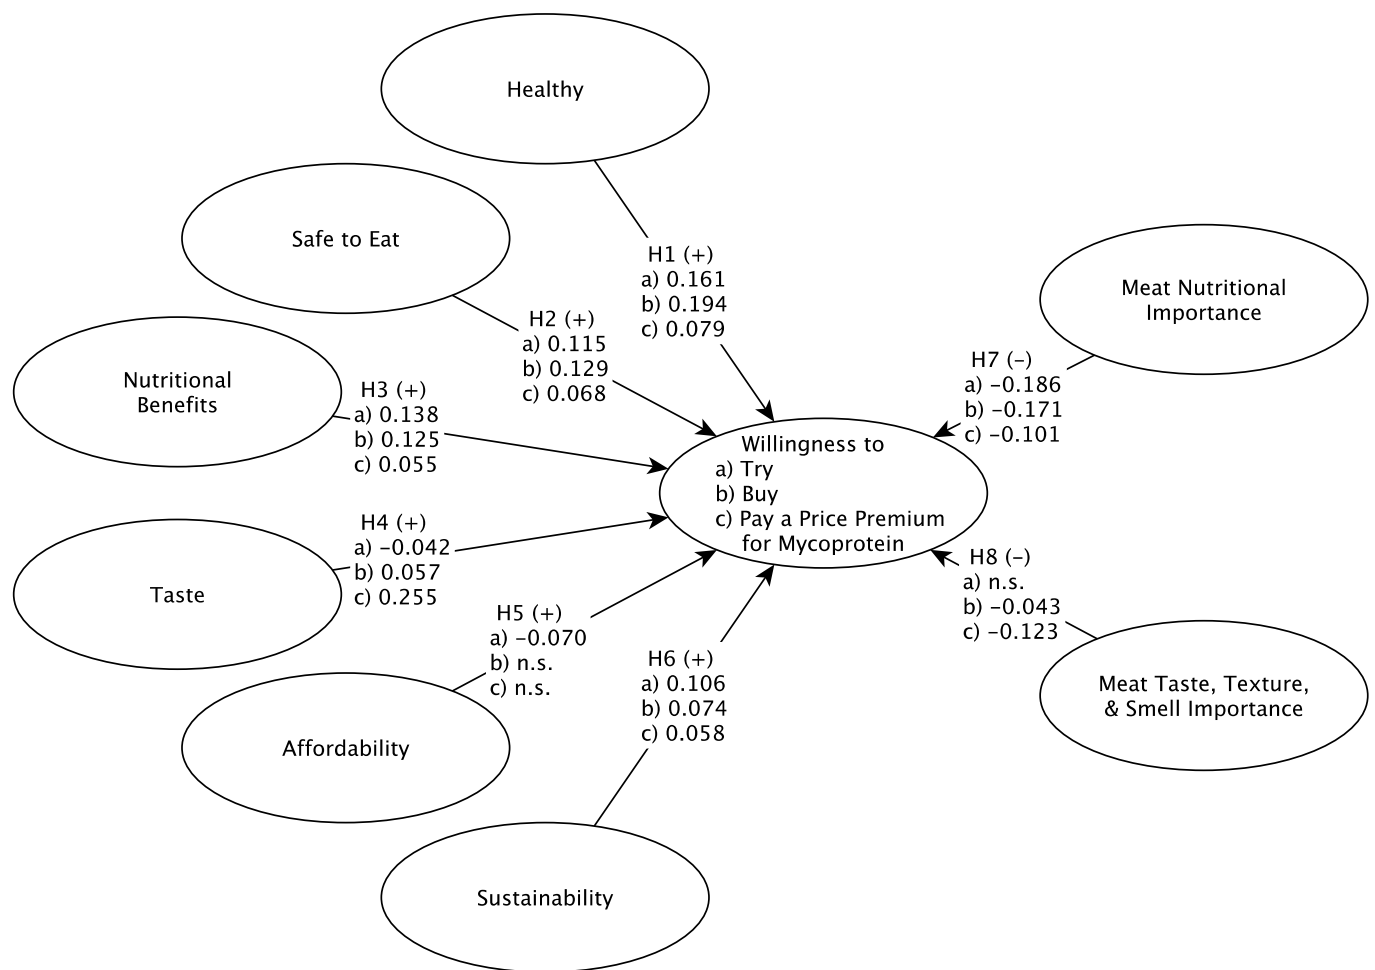 Healthy
Safe to Eat
H1 (+)
a) 0.161
b) 0.194
c) 0.079
Meat Nutritional
Importance
H2 (+)
a) 0.115
b) 0.129
c) 0.068
Nutritional
Benefits
H3 (+)
a) 0.138
b) 0.125
c) 0.055
H7 (–)
a) –0.186
b) –0.171
c) –0.101
Willingness to
a) Try
b) Buy
c) Pay a Price Premium
for Mycoprotein
Taste
H4 (+)
a) –0.042
b) 0.057
c) 0.255
H8 (–)
a) n.s.
b) –0.043
c) –0.123
H5 (+)
a) –0.070
b) n.s.
c) n.s.
H6 (+)
a) 0.106
b) 0.074
c) 0.058
Meat Taste, Texture,
& Smell Importance
Affordability
Sustainability